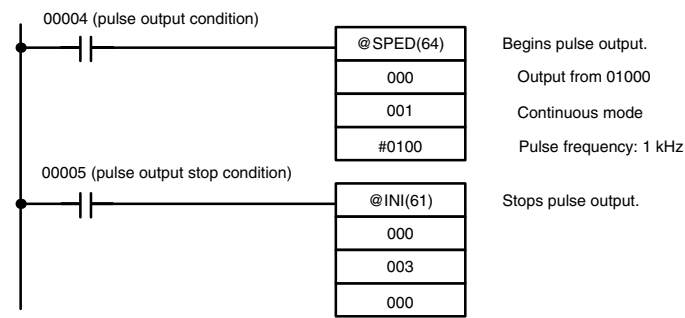 00004 (pulse output condition)
@SPED(64) Begins pulse output.
000 Output from 01000
001 Continuous mode
#0100 Pulse frequency: 1 kHz
00005 (pulse output stop condition)
@INI(61) Stops pulse output.
000
003
000